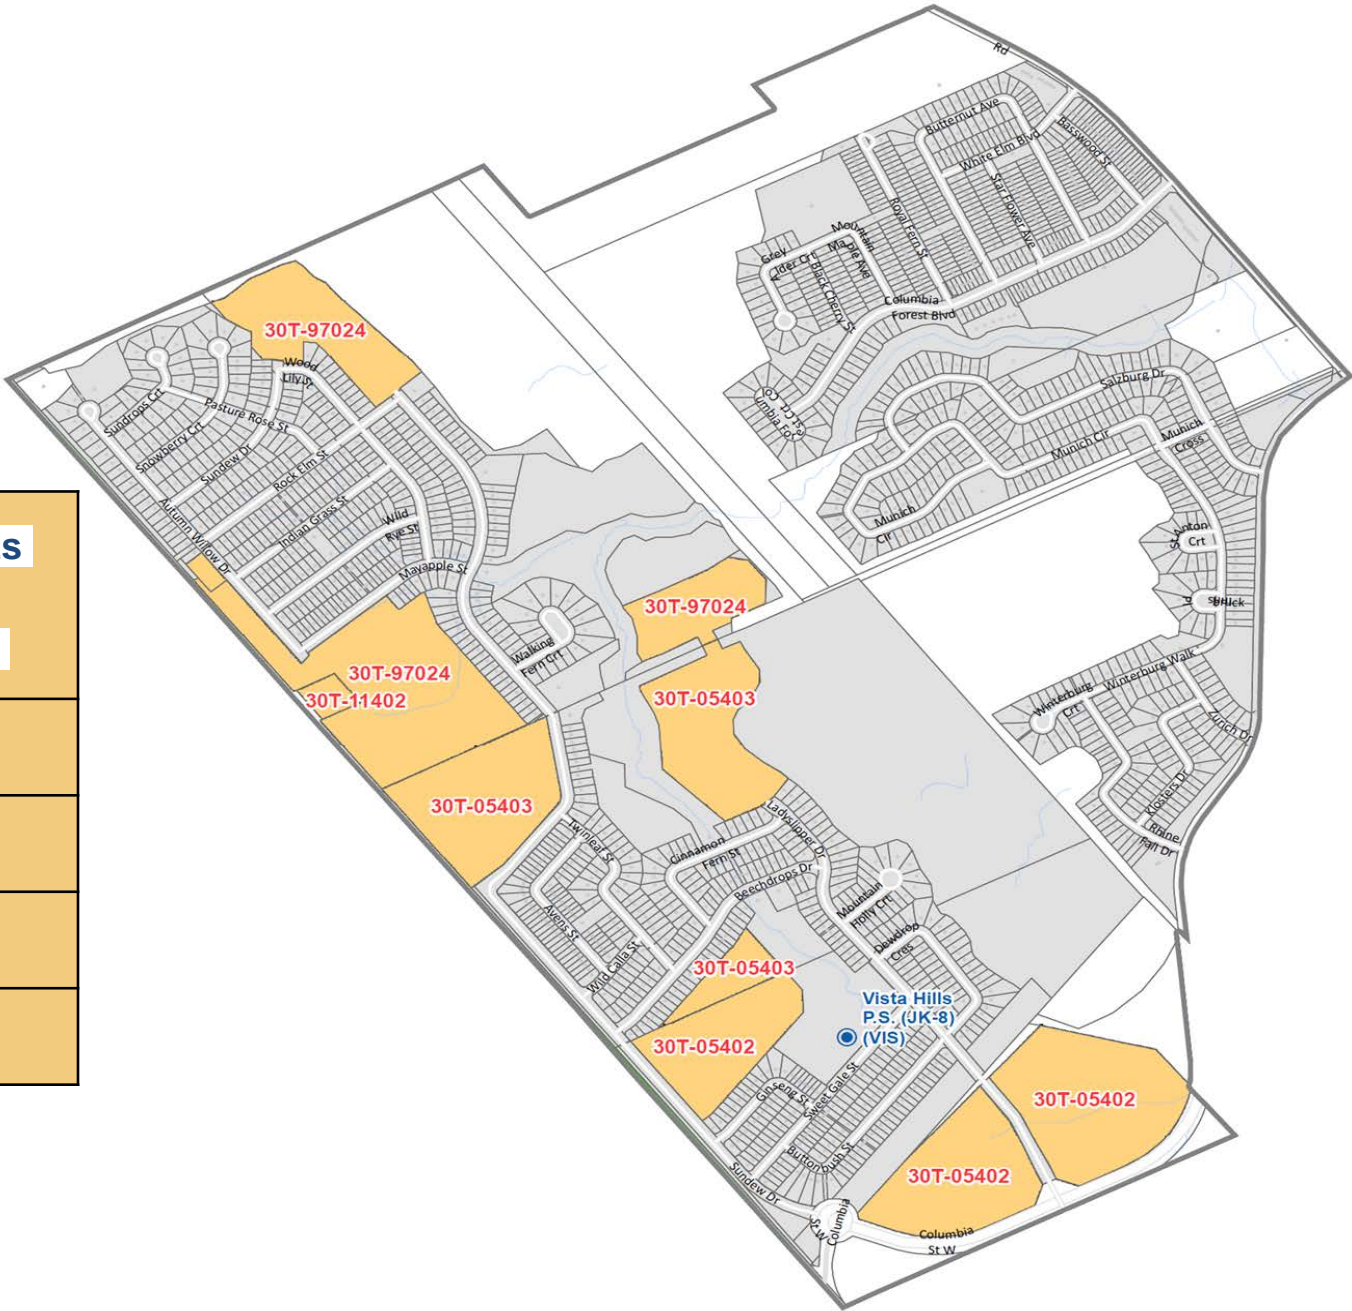 Rd
Butternut Ave
Basswood St
White Elm Blvd
Star Flower Ave
Royal Fern St
Mountain
Maple Ave
Grey
Alder Crt
Black Cherry St
Columbia
Forest Blvd
30T-97024
Wood
Lily St
Sundrops Crt
Pasture Rose St
Snowberry Crt
Sundew Dr
Rock Elm St
Salzburg Dr
Munich Cir
Munich
Cross
Indian Grass St
Autumn Willow Dr
Wild
Rye St
Munich
Cir
St Anton
Crt
Mayapple St
30T-97024
Pl
Walking
Fern Crt
30T-97024
30T-11402
30T-05403
Winterburg Walk
Winterburg
Crt
Zurich Dr
30T-05403
Klosters Dr
Rhine
Fall Dr
Twinleaf St
Ladyslipper Dr
Cinnamon
Fern St
Beechdrops Dr
Mountain
Holly Crt
Avens St
Dewdrop
Cres
Wild Calla St
30T-05403
Vista Hills
P.S. (JK-8)
(VIS)
30T-05402
Ginseng St
Sweet Gale St
30T-05402
Buttonbush St
30T-05402
Sundew Dr
Columbia
St W
Columbia
St W